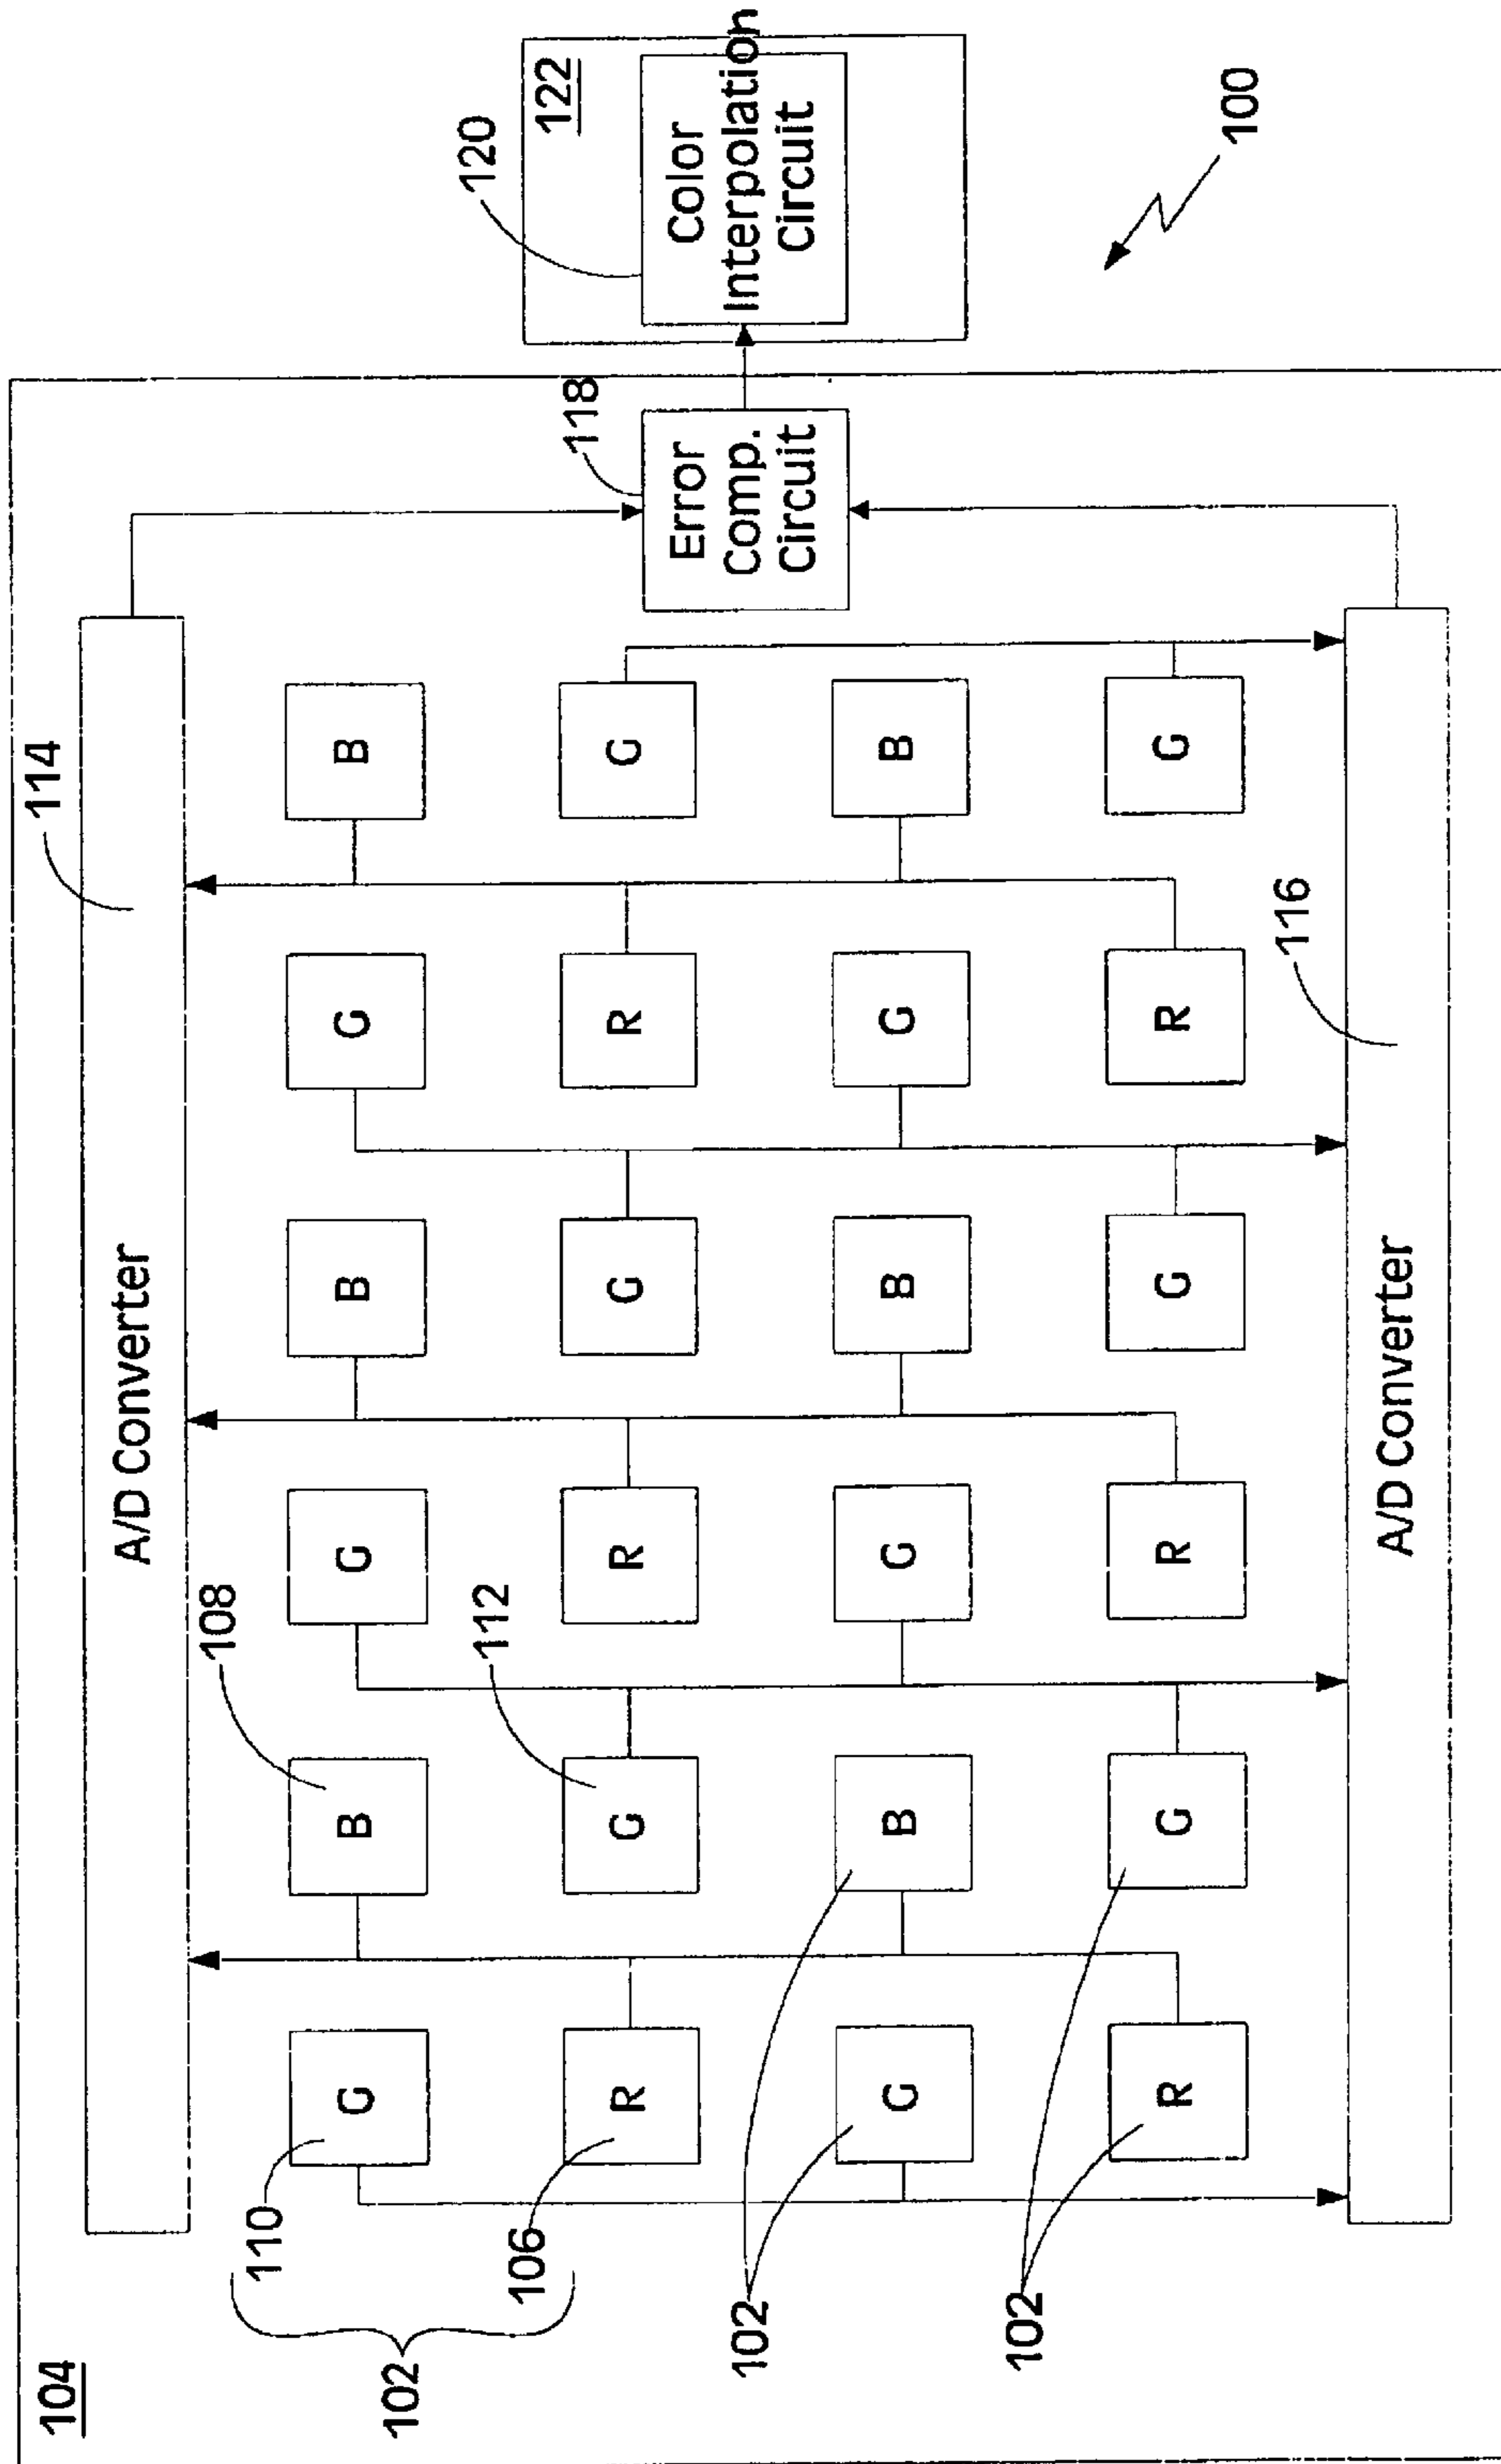 104
114
A/D Converter
108
110
G B G B G B
112
102
106
R G R G R G
118
Error
Comp.
Circuit
120
122
Color
Interpolation
Circuit
102
G B G B G B
102
R G R G R G
116
A/D Converter
100